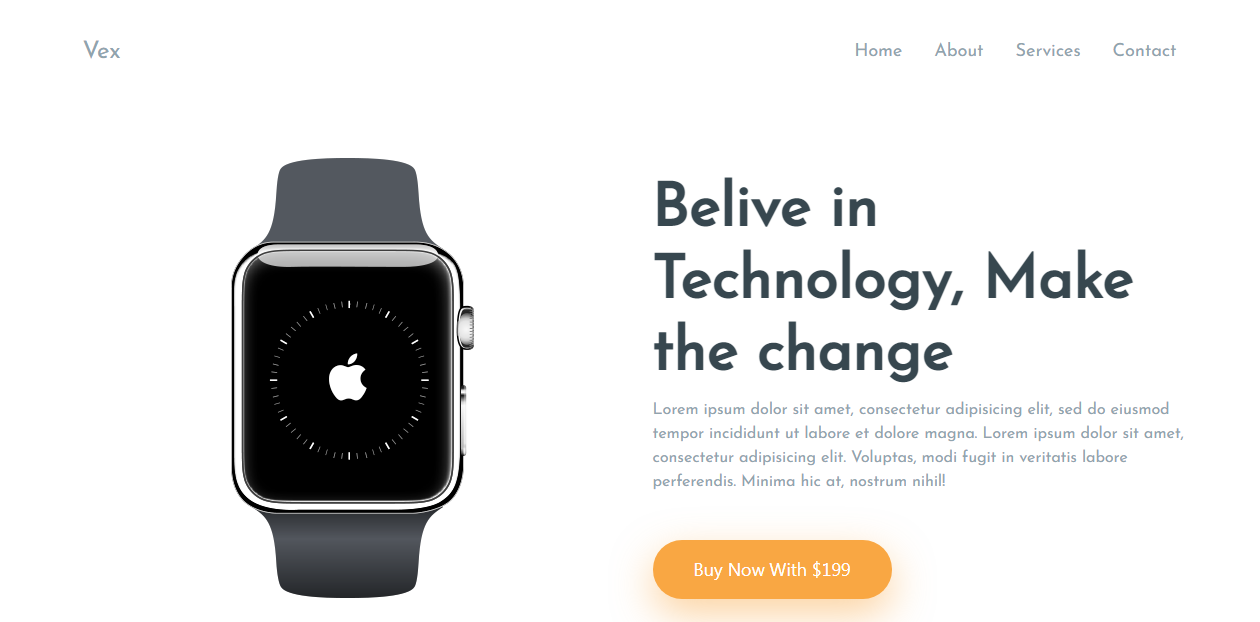 Vex
Home About Services Contact
Belive in
Technology, Make
the change
Lorem ipsum dolor sit amet, consectetur adipisicing elit, sed do eiusmod
tempor incididunt ut labore et dolore magna. Lorem ipsum dolor sit amet,
consectetur adipisicing elit. Voluptas, modi fugit in veritatis labore
perferendis. Minima hic at, nostrum nihil!
Buy Now With $199